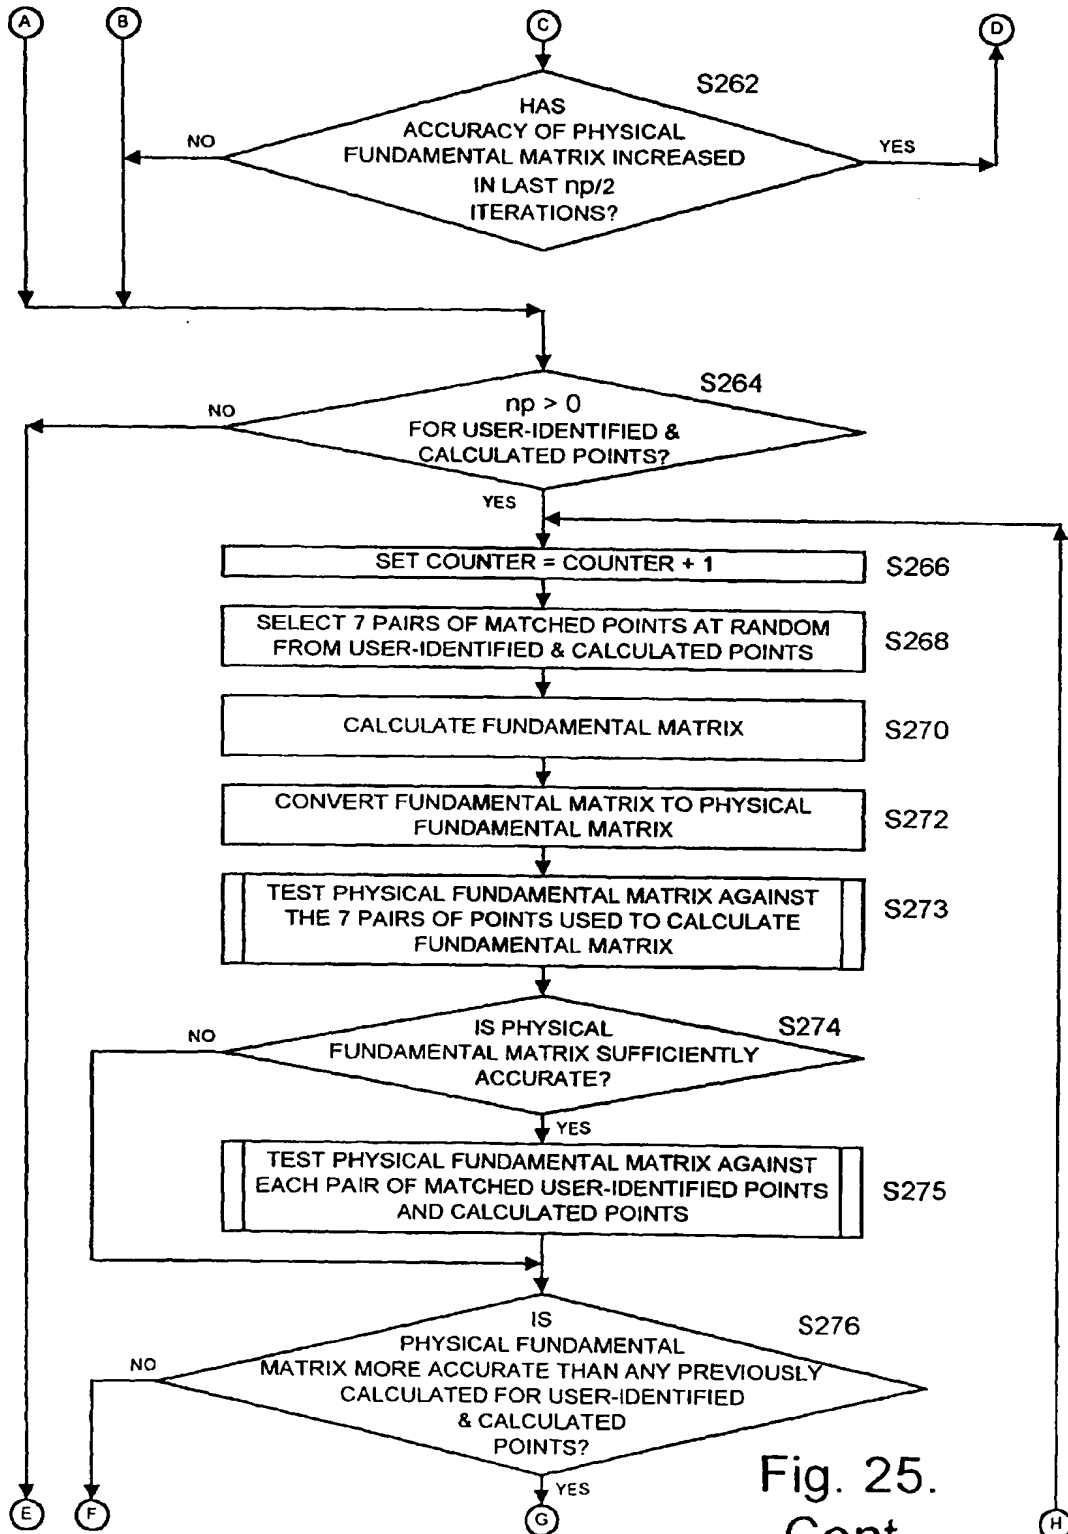 A
B
C
D
S262
HAS
ACCURACY OF PHYSICAL
FUNDAMENTAL MATRIX INCREASED
IN LAST np/2
ITERATIONS?
NO
YES
S264
np > 0
FOR USER-IDENTIFIED &
CALCULATED POINTS?
NO
YES
SET COUNTER = COUNTER + 1
S266
SELECT 7 PAIRS OF MATCHED POINTS AT RANDOM
FROM USER-IDENTIFIED & CALCULATED POINTS
S268
CALCULATE FUNDAMENTAL MATRIX
S270
CONVERT FUNDAMENTAL MATRIX TO PHYSICAL
FUNDAMENTAL MATRIX
S272
TEST PHYSICAL FUNDAMENTAL MATRIX AGAINST
THE 7 PAIRS OF POINTS USED TO CALCULATE
FUNDAMENTAL MATRIX
S273
IS PHYSICAL
FUNDAMENTAL MATRIX SUFFICIENTLY
ACCURATE?
S274
NO
YES
TEST PHYSICAL FUNDAMENTAL MATRIX AGAINST
EACH PAIR OF MATCHED USER-IDENTIFIED POINTS
AND CALCULATED POINTS
S275
IS
PHYSICAL FUNDAMENTAL
MATRIX MORE ACCURATE THAN ANY PREVIOUSLY
CALCULATED FOR USER-IDENTIFIED
& CALCULATED
POINTS?
S276
NO
YES
Fig. 25.
Cont
E
F
G
H